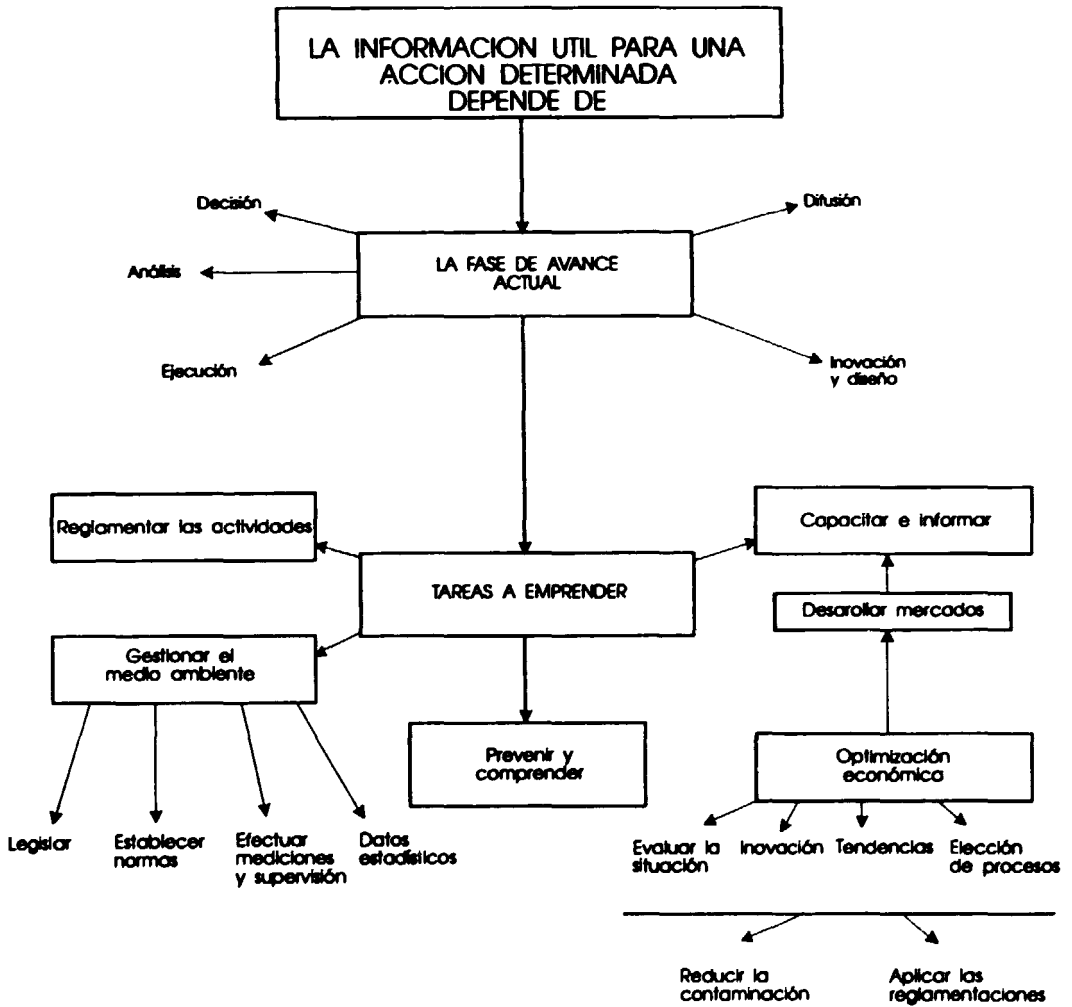 LA INFORMACION UTIL PARA UNA
ACCION DETERMINADA
DEPENDE DE
Decisión
Difusión
LA FASE DE AVANCE
ACTUAL
Análisis
Ejecución
Inovación
y diseño
Reglamentar las actividades
Capacitar e informar
TAREAS A EMPRENDER
Desarollar mercados
Gestionar el
medio ambiente
Prevenir y
comprender
Optimización
económica
Legislar
Establecer
normas
Efectuar
mediciones
y supervisión
Datos
estadísticos
Evaluar la
situación
Inovación
Tendencias
Elección
de procesos
Reducir la
contaminación
Aplicar las
reglamentaciones